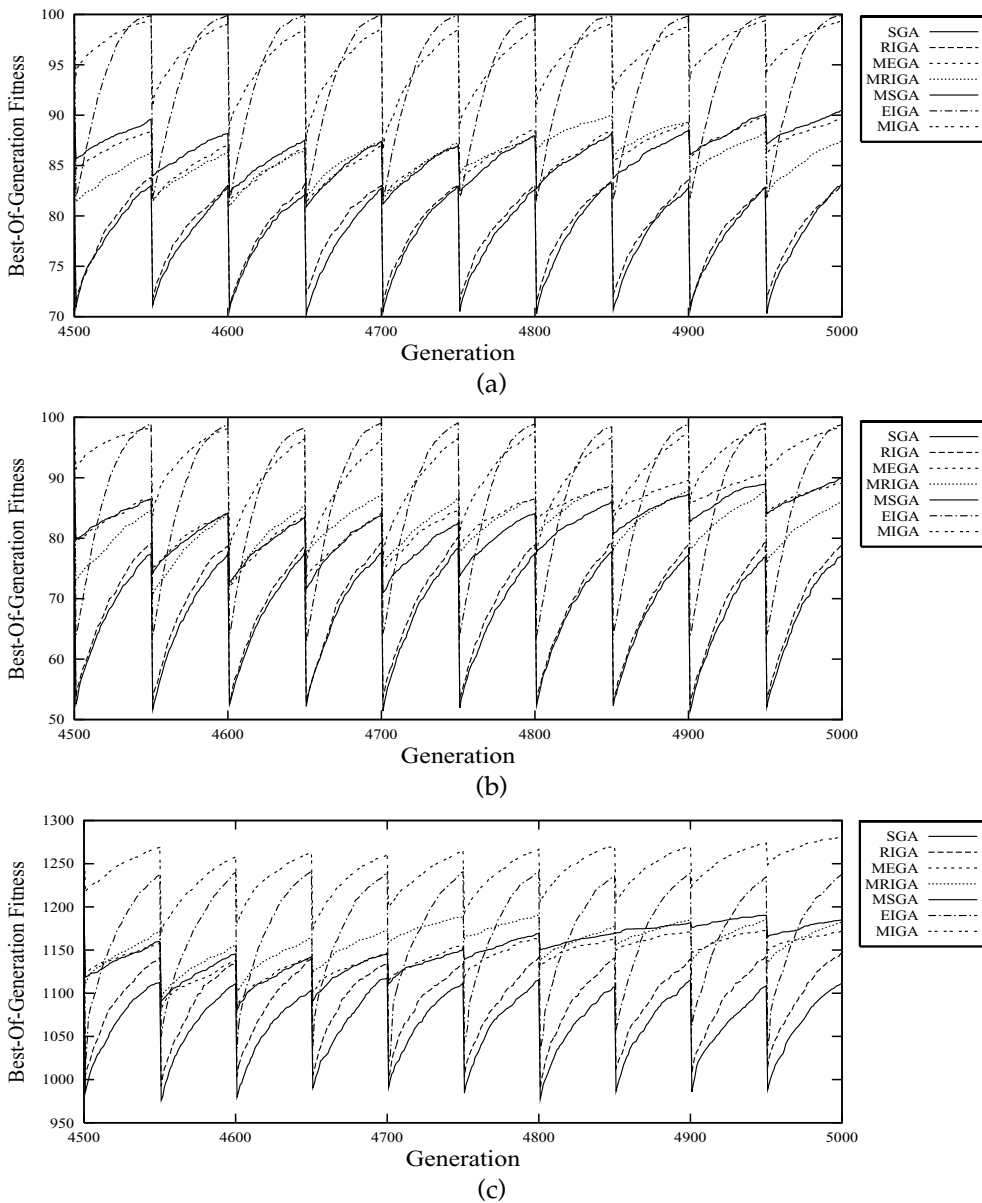 Best-Of-Generation Fitness
100
95
90
85
80
75
70
4500
4600
4700
4800
4900
5000
Generation
SGA
RIGA
MEGA
MRIGA
MSGA
EIGA
MIGA
(a)
Best-Of-Generation Fitness
100
90
80
70
60
50
4500
4600
4700
4800
4900
5000
Generation
SGA
RIGA
MEGA
MRIGA
MSGA
EIGA
MIGA
(b)
Best-Of-Generation Fitness
1300
1250
1200
1150
1100
1050
1000
950
4500
4600
4700
4800
4900
5000
Generation
SGA
RIGA
MEGA
MRIGA
MSGA
EIGA
MIGA
(c)